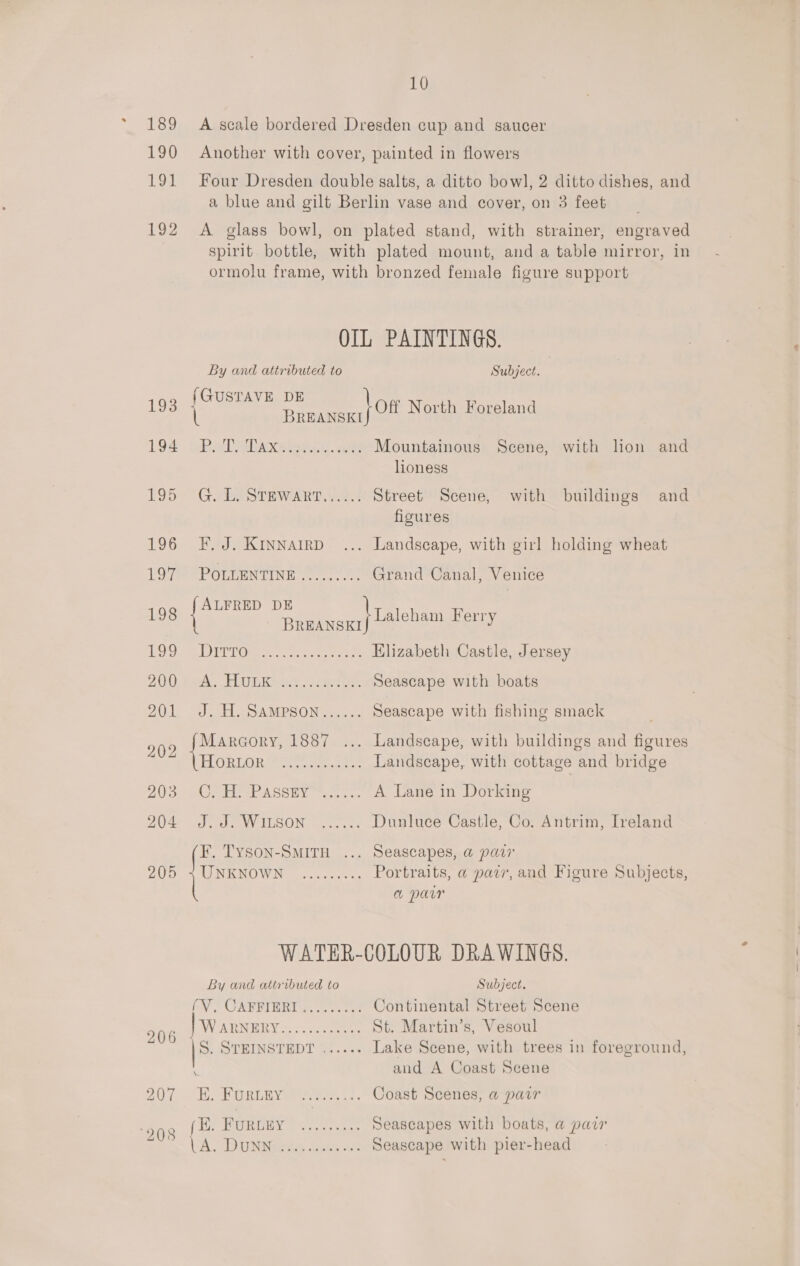 10
189 A scale bordered Dresden cup and saucer
190 Another with cover, painted in flowers
191 Four Dresden double salts, a ditto bowl, 2 ditto dishes, and
a blue and gilt Berlin vase and cover, on 3 feet
192 A glass bowl, on plated stand, with strainer, engraved
spirit bottle, with plated mount, and a table mirror, in
ormolu frame, with bronzed female figure support
OIL PAINTINGS.
By and attributed to Subject.
193 {GUSTAVE DE BREANSKI} Off North Foreland
194 P. T. TAX............ Mountainous Scene, with lion and
lioness
195 G. L. STEWART...... Street Scene, with buildings and
figures
196 F. J. KINNAIRD ... Landscape, with girl holding wheat
197 POLLENTINE ......... Grand Canal, Venice
198 {ALFRED DE BREANSKI} Laleham Ferry
199 DITTO ............... Elizabeth Castle, Jersey
200 A. HULK ............ Seascape with boats
201 J. H. SAMPSON...... Seascape with fishing smack
202 {MARGORY, 1887 ... Landscape, with buildings and figures
{HORLOR ............ Landscape, with cottage and bridge
203 C. H. PASSEY ...... A Lane in Dorking
204 J. J. WILSON ...... Dunluce Castle, Co. Antrim, Ireland
205 {F. TYSON-SMITH ... Seascapes, a pair
{UNKNOWN ......... Portraits, a pair, and Figure Subjects,
a pair
WATER-COLOUR DRAWINGS.
By and attributed to Subject.
206 {V. CAFFIERI ......... Continental Street Scene
WARNERY............ St. Martin's, Vesoul
S. STEINSTEDT ...... Lake Scene, with trees in foreground,
and A Coast Scene
207 E. FURLEY ......... Coast Scenes, a pair
208 {E. FURLEY ......... Seascapes with boats, a pair
{A. DUNN ............ Seascape with pier-head